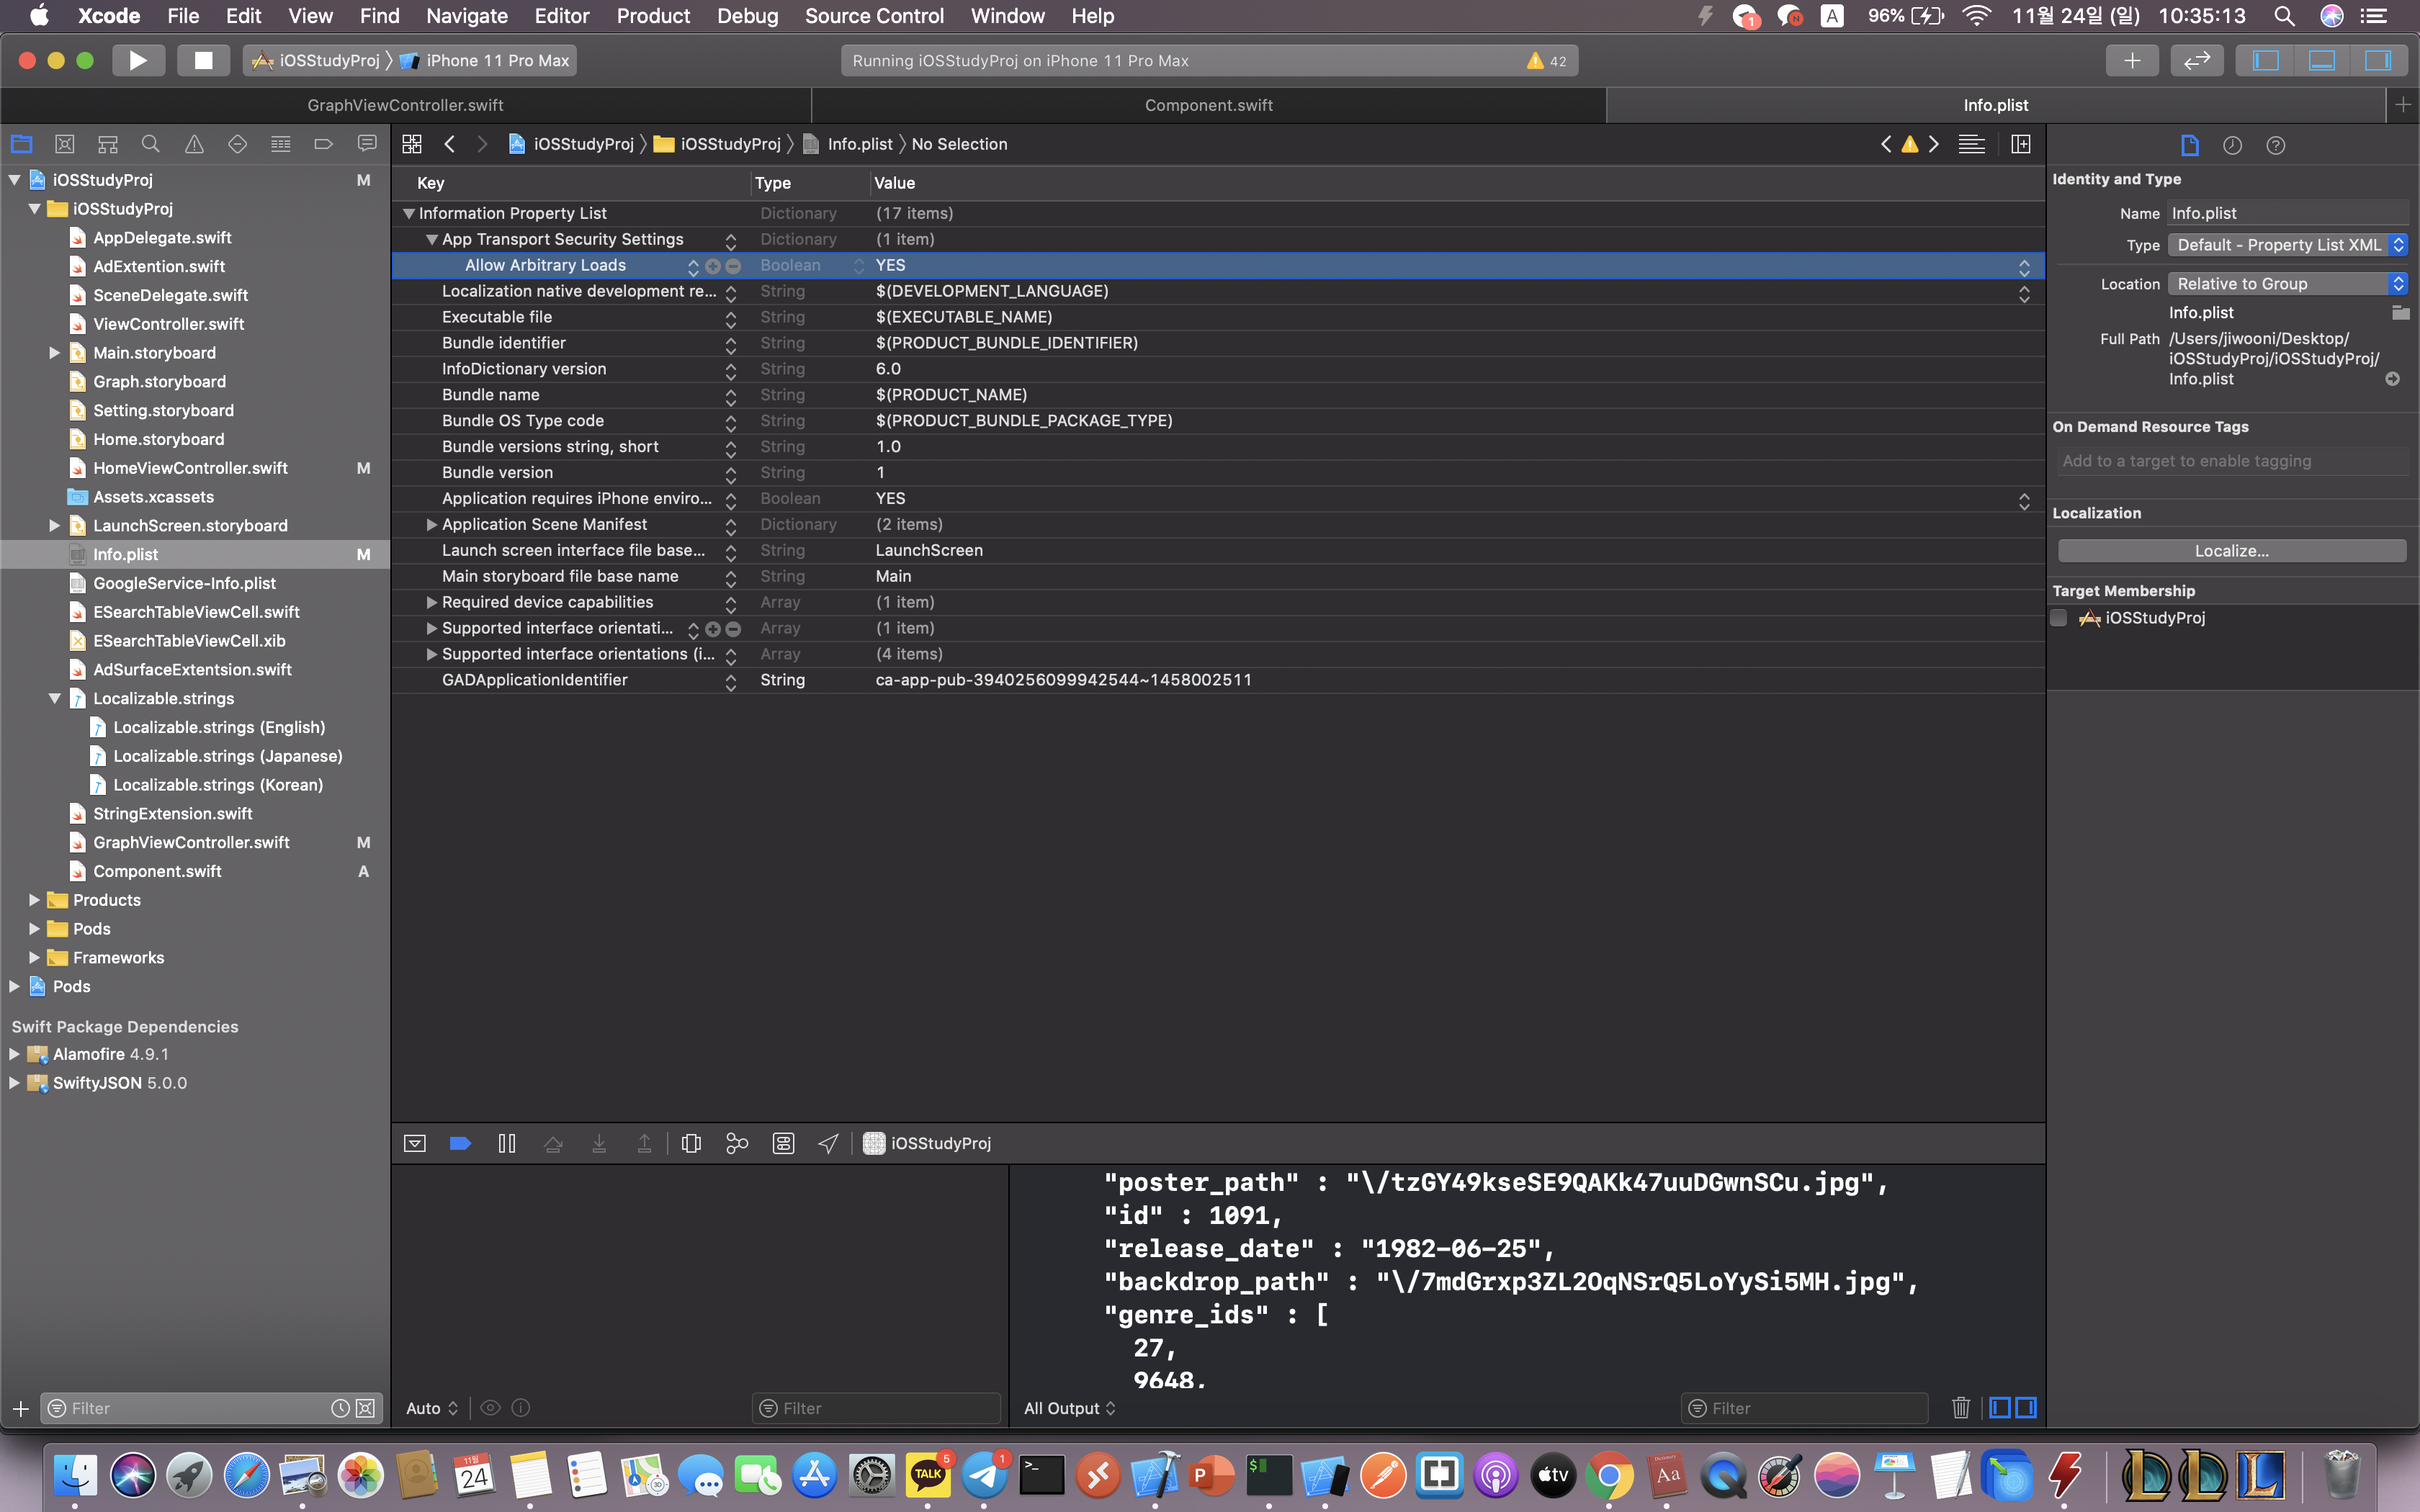 Xcode File Edit View Find Navigate Editor Product Debug Source Control Window Help
1 N A 96% 11월 24일 (일) 10:35:13
iOSStudyProj iPhone 11 Pro Max
Running iOSStudyProj on iPhone 11 Pro Max 42
GraphViewController.swift Component.swift Info.plist
iOSStudyProj M
iOSStudyProj
AppDelegate.swift
AdExtention.swift
SceneDelegate.swift
ViewController.swift
Main.storyboard
Graph.storyboard
Setting.storyboard
Home.storyboard
HomeViewController.swift M
Assets.xcassets
LaunchScreen.storyboard
Info.plist M
GoogleService-Info.plist
ESearchTableViewCell.swift
ESearchTableViewCell.xib
AdSurfaceExtentsion.swift
Localizable.strings
Localizable.strings (English)
Localizable.strings (Japanese)
Localizable.strings (Korean)
StringExtension.swift
GraphViewController.swift M
Component.swift A
Products
Pods
Frameworks
Pods
Swift Package Dependencies
Alamofire 4.9.1
SwiftyJSON 5.0.0
Filter
iOSStudyProj iOSStudyProj Info.plist No Selection
Key Type Value
Information Property List Dictionary (17 items)
App Transport Security Settings Dictionary (1 item)
Allow Arbitrary Loads Boolean YES
Localization native development re... String $(DEVELOPMENT_LANGUAGE)
Executable file String $(EXECUTABLE_NAME)
Bundle identifier String $(PRODUCT_BUNDLE_IDENTIFIER)
InfoDictionary version String 6.0
Bundle name String $(PRODUCT_NAME)
Bundle OS Type code String $(PRODUCT_BUNDLE_PACKAGE_TYPE)
Bundle versions string, short String 1.0
Bundle version String 1
Application requires iPhone enviro... Boolean YES
Application Scene Manifest Dictionary (2 items)
Launch screen interface file base... String LaunchScreen
Main storyboard file base name String Main
Required device capabilities Array (1 item)
Supported interface orientati... Array (1 item)
Supported interface orientations (i... Array (4 items)
GADApplicationIdentifier String ca-app-pub-3940256099942544~1458002511
iOSStudyProj
"poster_path" : "\/tzGY49kseSE9QAKk47uuDGwnSCu.jpg",
"id" : 1091,
"release_date" : "1982-06-25",
"backdrop_path" : "\/7mdGrxp3ZL2OqNSrQ5LoYySi5MH.jpg",
"genre_ids" : [
27,
9648,
Auto Filter All Output Filter
Identity and Type
Name Info.plist
Type Default - Property List XML
Location Relative to Group
Info.plist
Full Path /Users/jiwooni/Desktop/
iOSStudyProj/iOSStudyProj/
Info.plist
On Demand Resource Tags
Add to a target to enable tagging
Localization
Localize...
Target Membership
iOSStudyProj
11월 24 TALK 5 1 P tv Aa